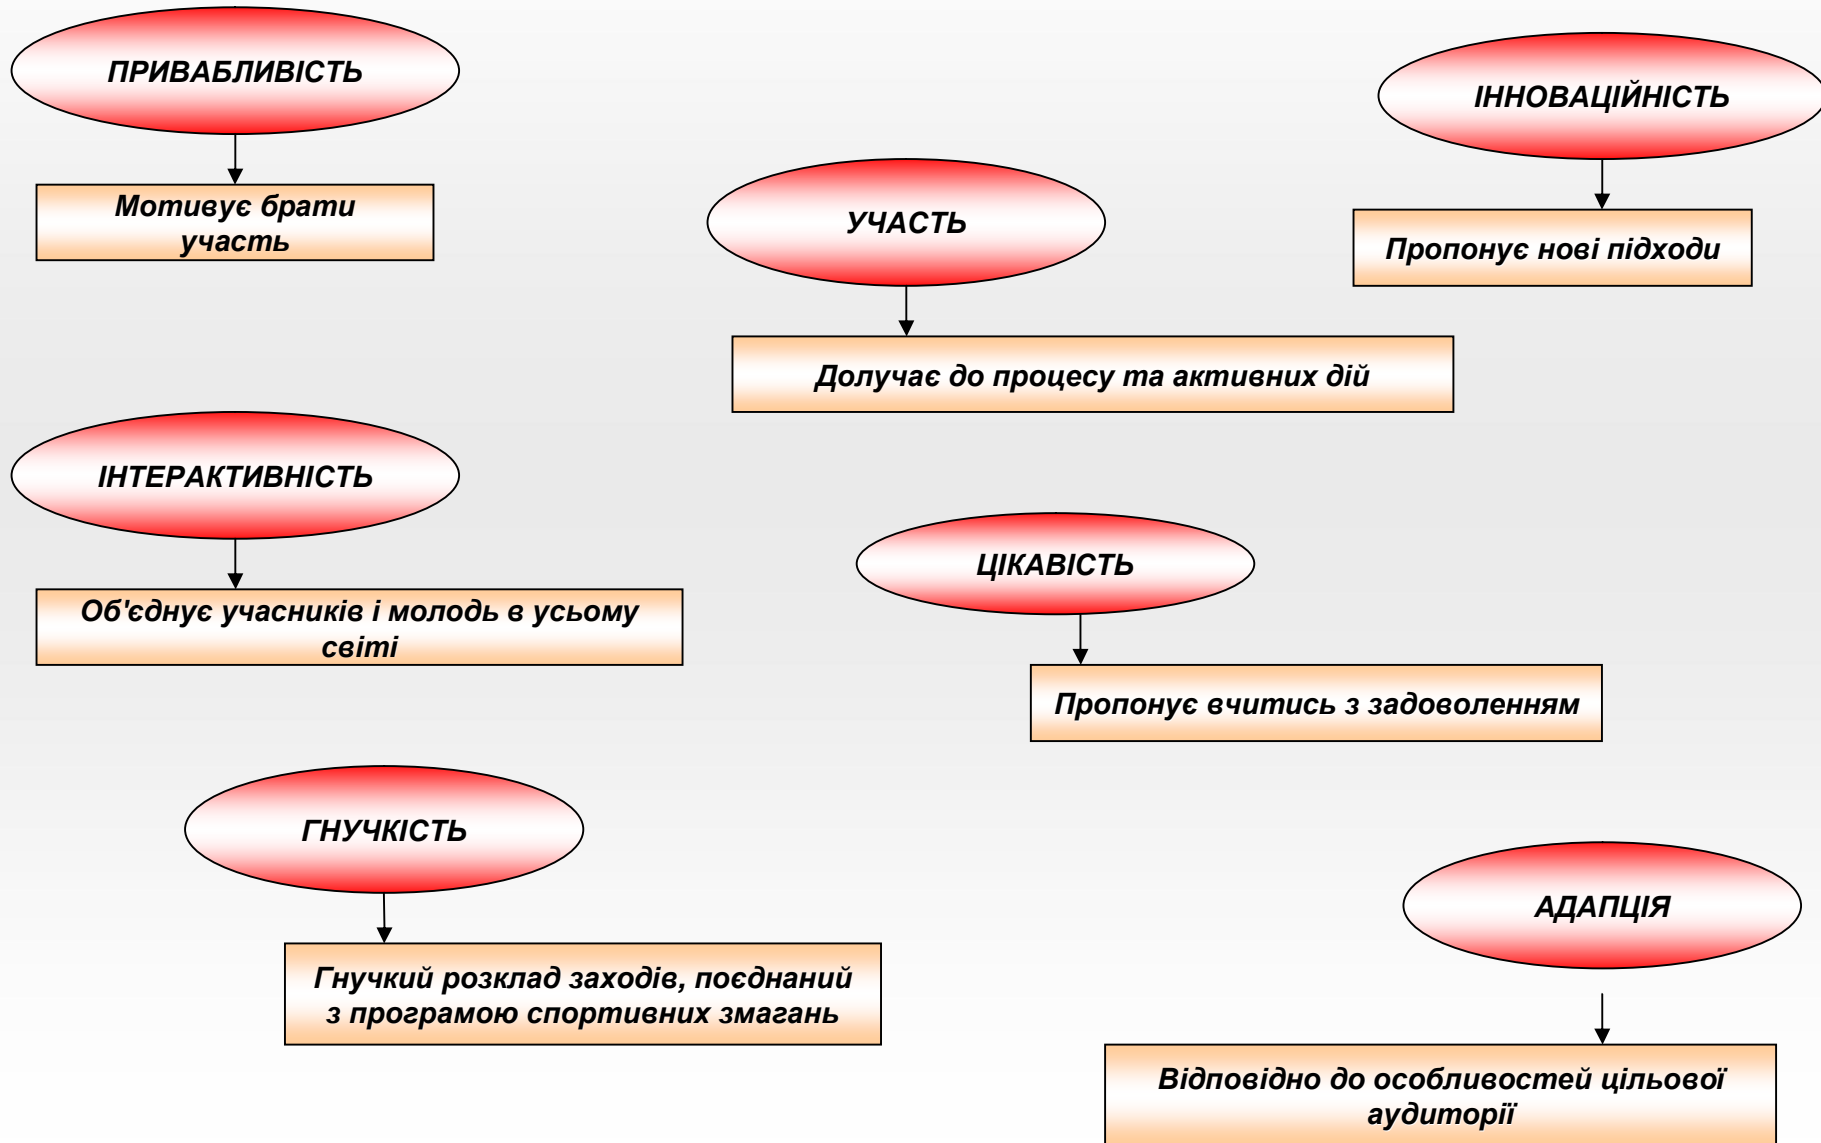 ПРИВАБЛИВІСТЬ
Мотивує брати
участь
ІННОВАЦІЙНІСТЬ
Пропонує нові підходи
УЧАСТЬ
Долучає до процесу та активних дій
ІНТЕРАКТИВНІСТЬ
Об'єднує учасників і молодь в усьому
світі
ЦІКАВІСТЬ
Пропонує вчитись з задоволенням
ГНУЧКІСТЬ
Гнучкий розклад заходів, поєднаний
з програмою спортивних змагань
АДАПЦІЯ
Відповідно до особливостей цільової
аудиторії